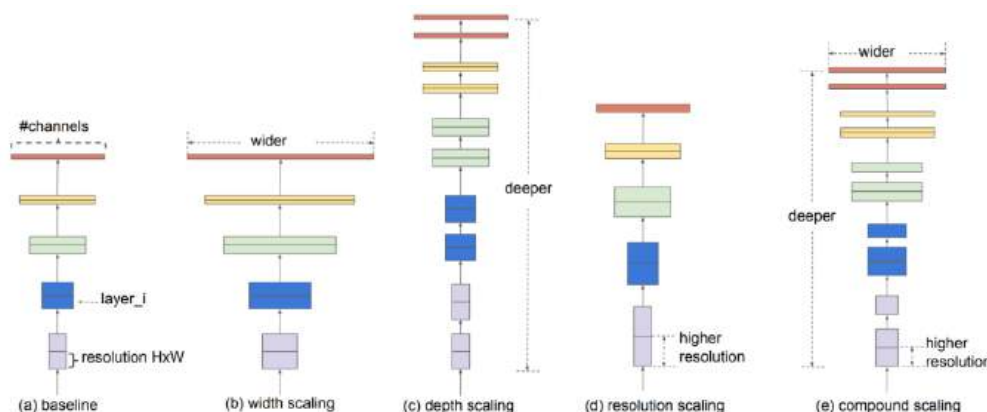 #channels
layer_i
resolution HxW
(a) baseline
wider
(b) width scaling
deeper
(c) depth scaling
higher
resolution
(d) resolution scaling
wider
deeper
higher
resolution
(e) compound scaling